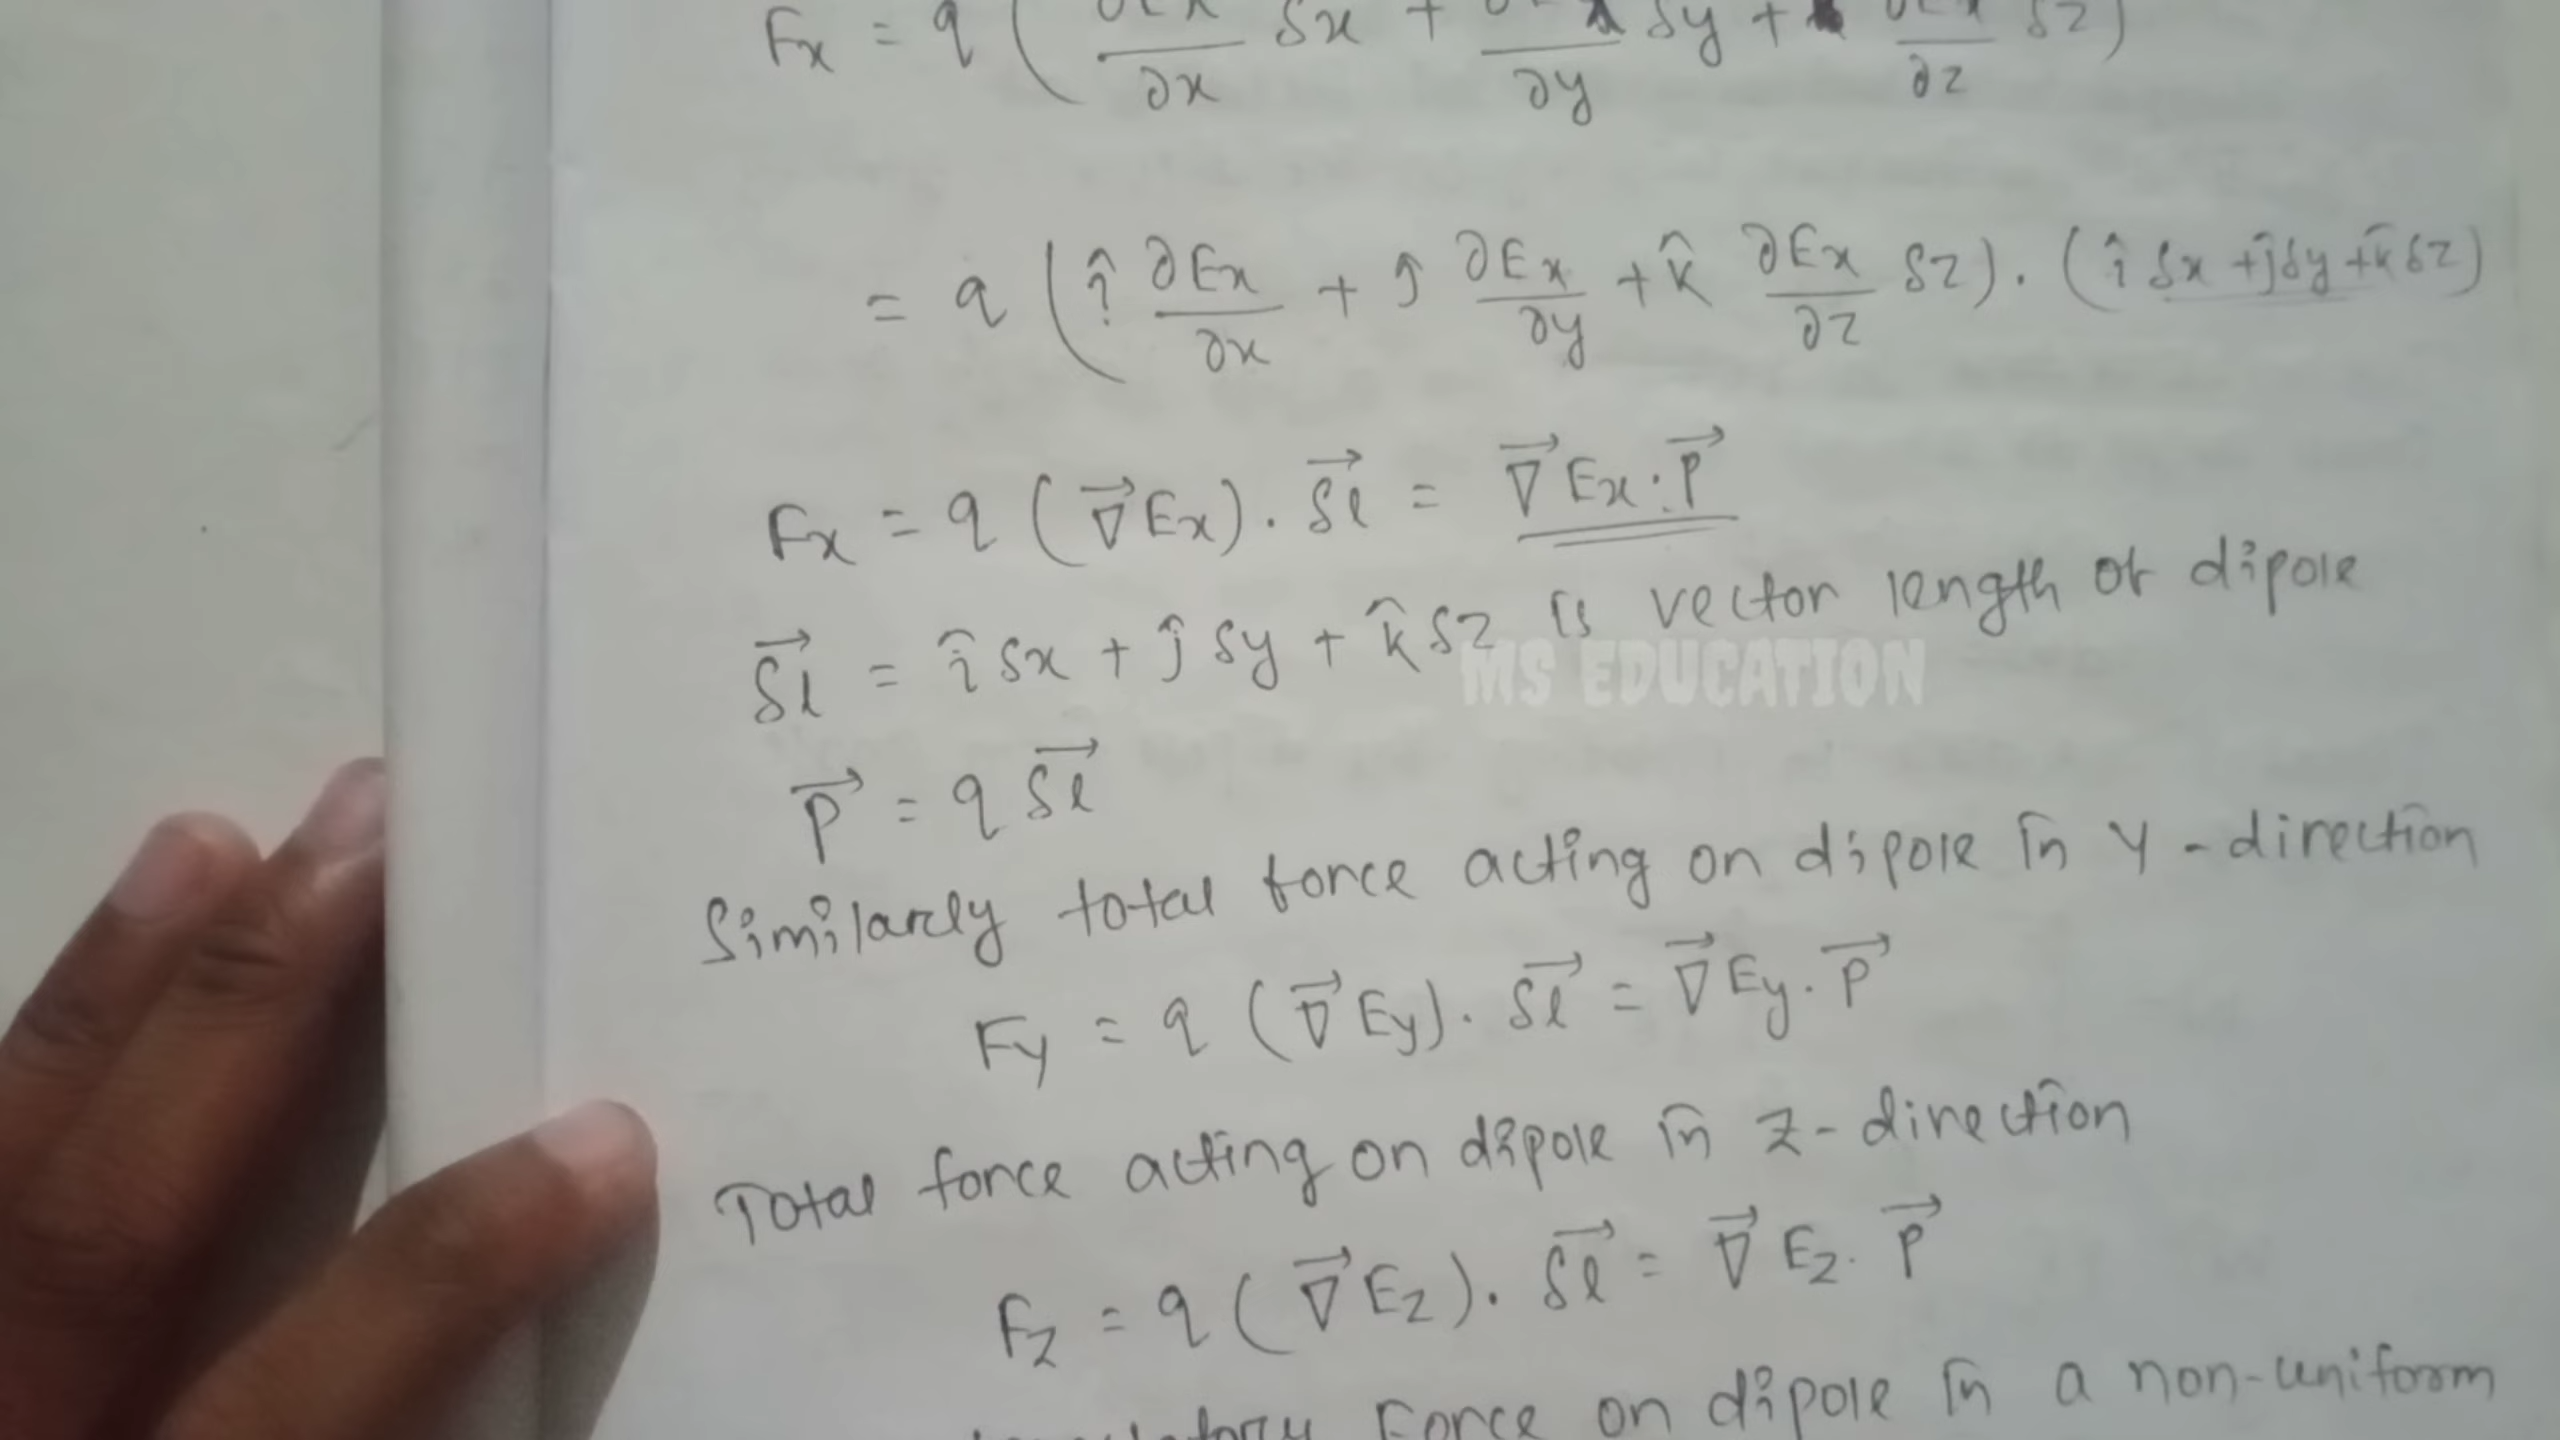 Fx = q ( ∂Ex/∂x δx + ∂Ex/∂y δy + ∂Ex/∂z δz )
= q ( î ∂Ex/∂x + ĵ ∂Ex/∂y + k̂ ∂Ex/∂z δz ) . ( î δx + ĵ δy + k̂ δz )
Fx = q ( ∇⃗ Ex ) . δl⃗ = ∇⃗ Ex . P⃗
δl⃗ = î δx + ĵ δy + k̂ δz is vector length of dipole
MS EDUCATION
P⃗ = q δl⃗
Similarly total force acting on dipole in Y - direction
Fy = q ( ∇⃗ Ey ) . δl⃗ = ∇⃗ Ey . P⃗
Total force acting on dipole in Z - direction
Fz = q ( ∇⃗ Ez ) . δl⃗ = ∇⃗ Ez . P⃗
Force on dipole in a non-uniform